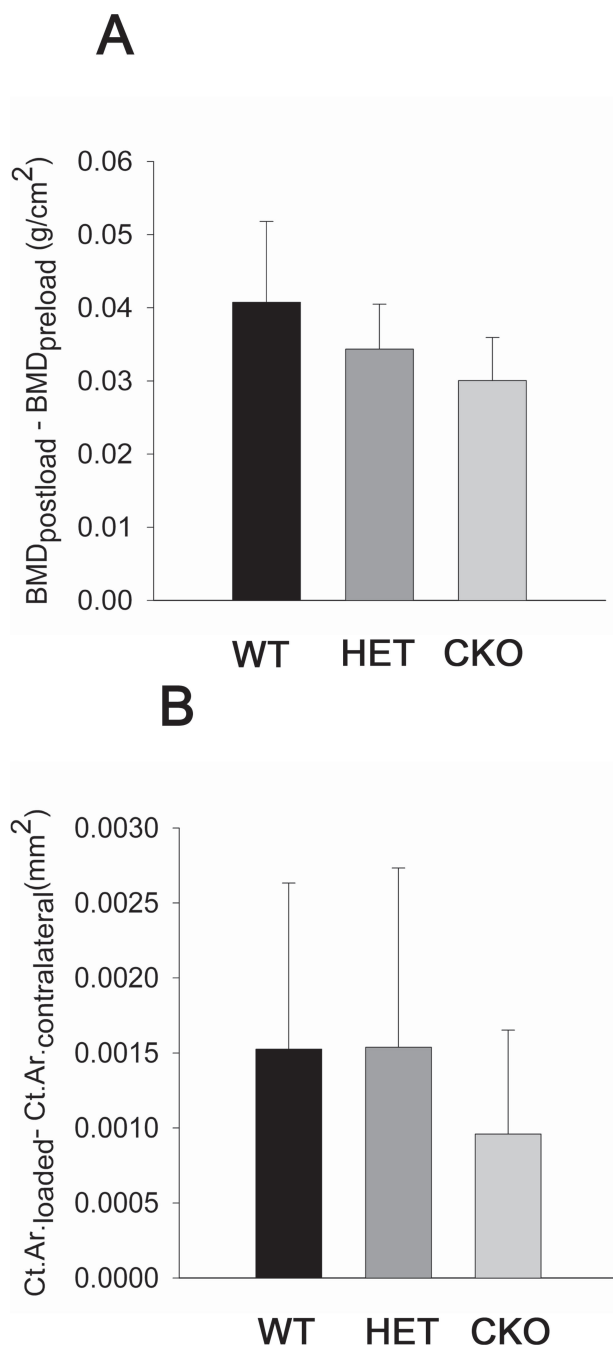 A
BMDpostload - BMDpreload (g/cm2)
0.06
0.05
0.04
0.03
0.02
0.01
0.00
WT HET CKO
B
Ct.Ar.loaded- Ct.Ar.contralateral(mm2)
0.0030
0.0025
0.0020
0.0015
0.0010
0.0005
0.0000
WT HET CKO